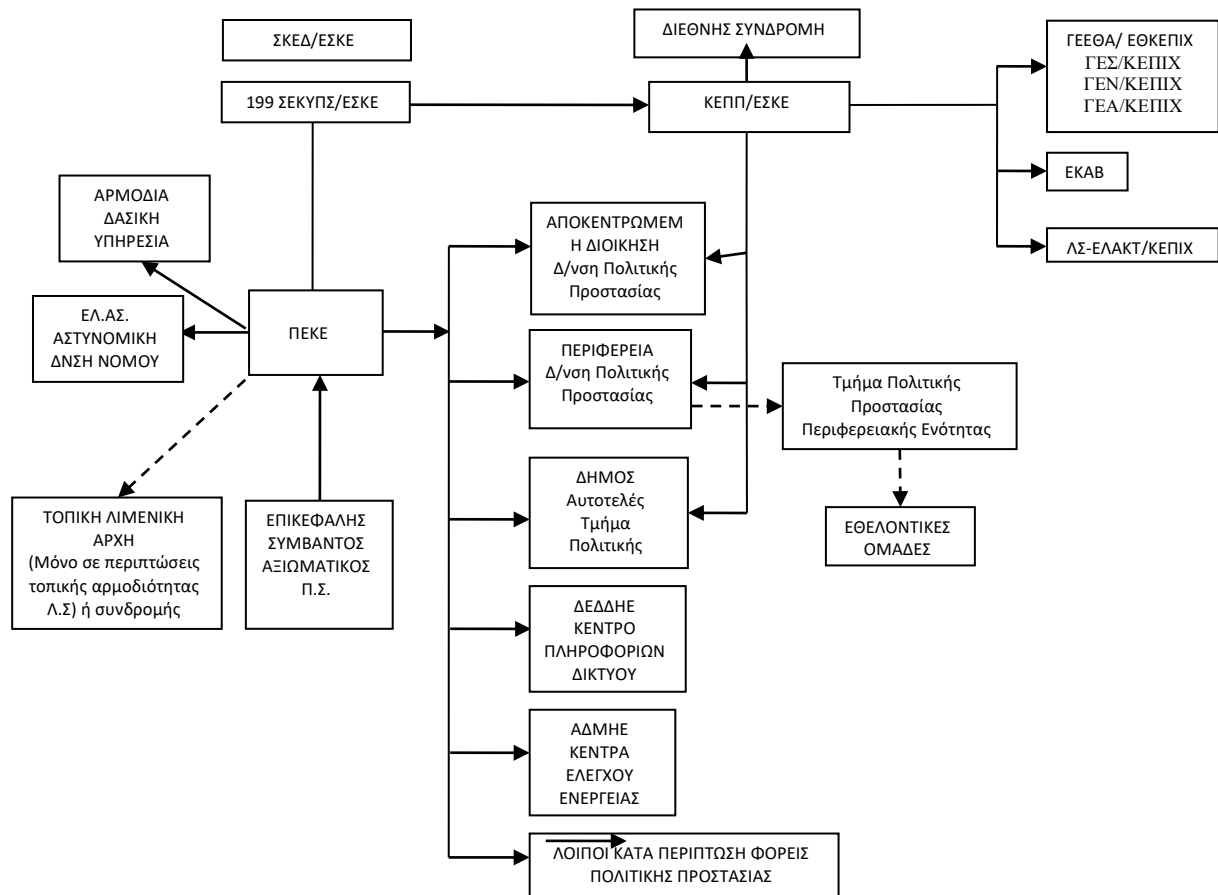 ΣΚΕΔ/ΕΣΚΕ
ΔΙΕΘΝΗΣ ΣΥΝΔΡΟΜΗ
ΓΕΕΘΑ/ ΕΘΚΕΠΙΧ
ΓΕΣ/ΚΕΠΙΧ
ΓΕΝ/ΚΕΠΙΧ
ΓΕΑ/ΚΕΠΙΧ
199 ΣΕΚΥΠΣ/ΕΣΚΕ
ΚΕΠΠ/ΕΣΚΕ
ΕΚΑΒ
ΛΣ-ΕΛΑΚΤ/ΚΕΠΙΧ
ΑΡΜΟΔΙΑ
ΔΑΣΙΚΗ
ΥΠΗΡΕΣΙΑ
ΑΠΟΚΕΝΤΡΩΜΕΜ
Η ΔΙΟΙΚΗΣΗ
Δ/νση Πολιτικής
Προστασίας
ΕΛ.ΑΣ.
ΑΣΤΥΝΟΜΙΚΗ
ΔΝΣΗ ΝΟΜΟΥ
ΠΕΚΕ
ΠΕΡΙΦΕΡΕΙΑ
Δ/νση Πολιτικής
Προστασίας
Τμήμα Πολιτικής
Προστασίας
Περιφερειακής Ενότητας
ΤΟΠΙΚΗ ΛΙΜΕΝΙΚΗ
ΑΡΧΗ
(Μόνο σε περιπτώσεις
τοπικής αρμοδιότητας
Λ.Σ) ή συνδρομής
ΕΠΙΚΕΦΑΛΗΣ
ΣΥΜΒΑΝΤΟΣ
ΑΞΙΩΜΑΤΙΚΟΣ
Π.Σ.
ΔΗΜΟΣ
Αυτοτελές
Τμήμα
Πολιτικής
ΕΘΕΛΟΝΤΙΚΕΣ
ΟΜΑΔΕΣ
ΔΕΔΔΗΕ
ΚΕΝΤΡΟ
ΠΛΗΡΟΦΟΡΙΩΝ
ΔΙΚΤΥΟΥ
ΑΔΜΗΕ
ΚΕΝΤΡΑ
ΕΛΕΓΧΟΥ
ΕΝΕΡΓΕΙΑΣ
ΛΟΙΠΟΙ ΚΑΤΑ ΠΕΡΙΠΤΩΣΗ ΦΟΡΕΙΣ
ΠΟΛΙΤΙΚΗΣ ΠΡΟΣΤΑΣΙΑΣ